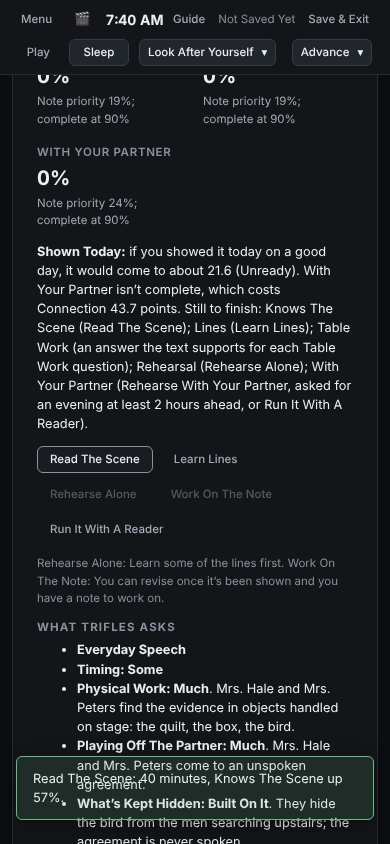 Menu 🎬 7:40 AM Guide Not Saved Yet Save & Exit
Play Sleep Look After Yourself ▾ Advance ▾
0% 0%
Note priority 19%; Note priority 19%;
complete at 90% complete at 90%
WITH YOUR PARTNER
0%
Note priority 24%;
complete at 90%
Shown Today: if you showed it today on a good
day, it would come to about 21.6 (Unready). With
Your Partner isn't complete, which costs
Connection 43.7 points. Still to finish: Knows The
Scene (Read The Scene); Lines (Learn Lines); Table
Work (an answer the text supports for each Table
Work question); Rehearsal (Rehearse Alone); With
Your Partner (Rehearse With Your Partner, asked for
an evening at least 2 hours ahead, or Run It With A
Reader).
Read The Scene Learn Lines
Rehearse Alone Work On The Note
Run It With A Reader
Rehearse Alone: Learn some of the lines first. Work On
The Note: You can revise once it's been shown and you
have a note to work on.
WHAT TRIFLES ASKS
• Everyday Speech
• Timing: Some
• Physical Work: Much. Mrs. Hale and Mrs.
Peters find the evidence in objects handled
on stage: the quilt, the box, the bird.
• Playing Off The Partner: Much. Mrs. Hale
and Mrs. Peters come to an unspoken
agreement.
Read The Scene: 40 minutes, Knows The Scene up
57%.
• What's Kept Hidden: Built On It. They hide
the bird from the men searching upstairs; the
agreement is never spoken.